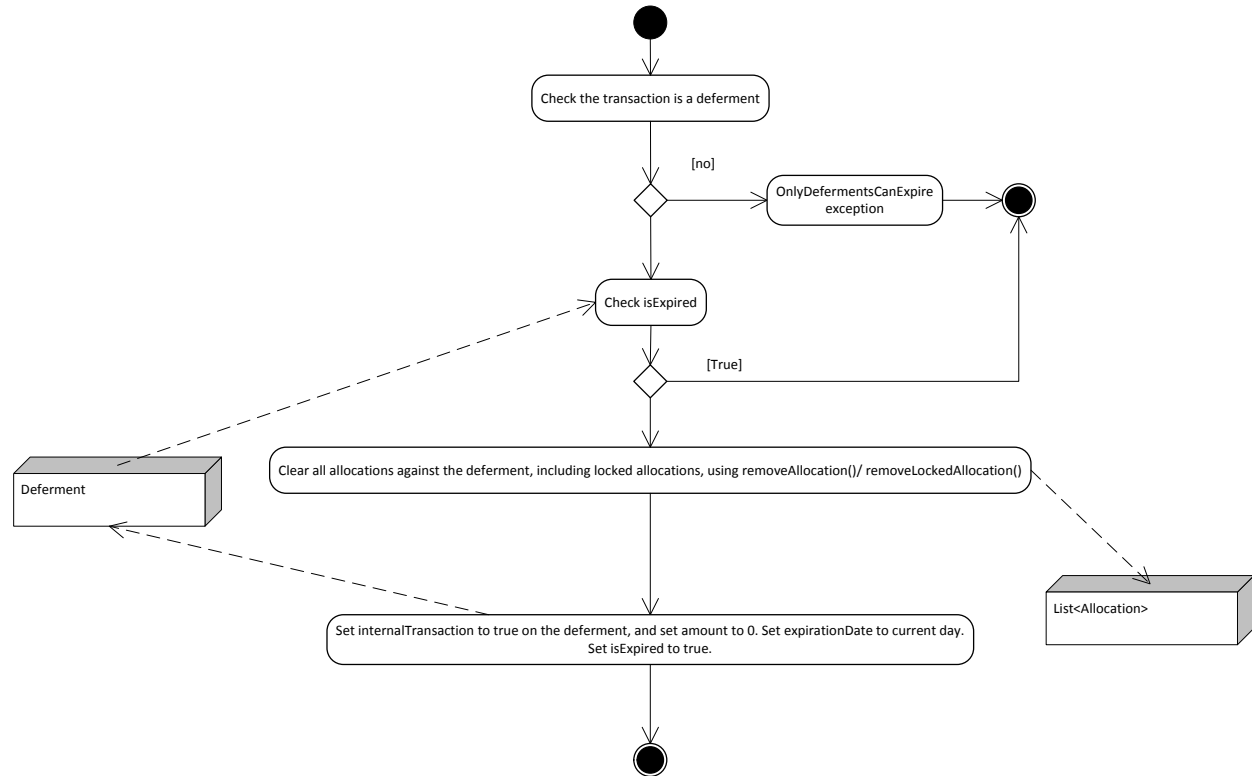 Check the transaction is a deferment
[no]
OnlyDefermentsCanExpire
exception
Check isExpired
[True]
Clear all allocations against the deferment, including locked allocations, using removeAllocation()/ removeLockedAllocation()
Deferment
List<Allocation>
Set internalTransaction to true on the deferment, and set amount to 0. Set expirationDate to current day.
Set isExpired to true.